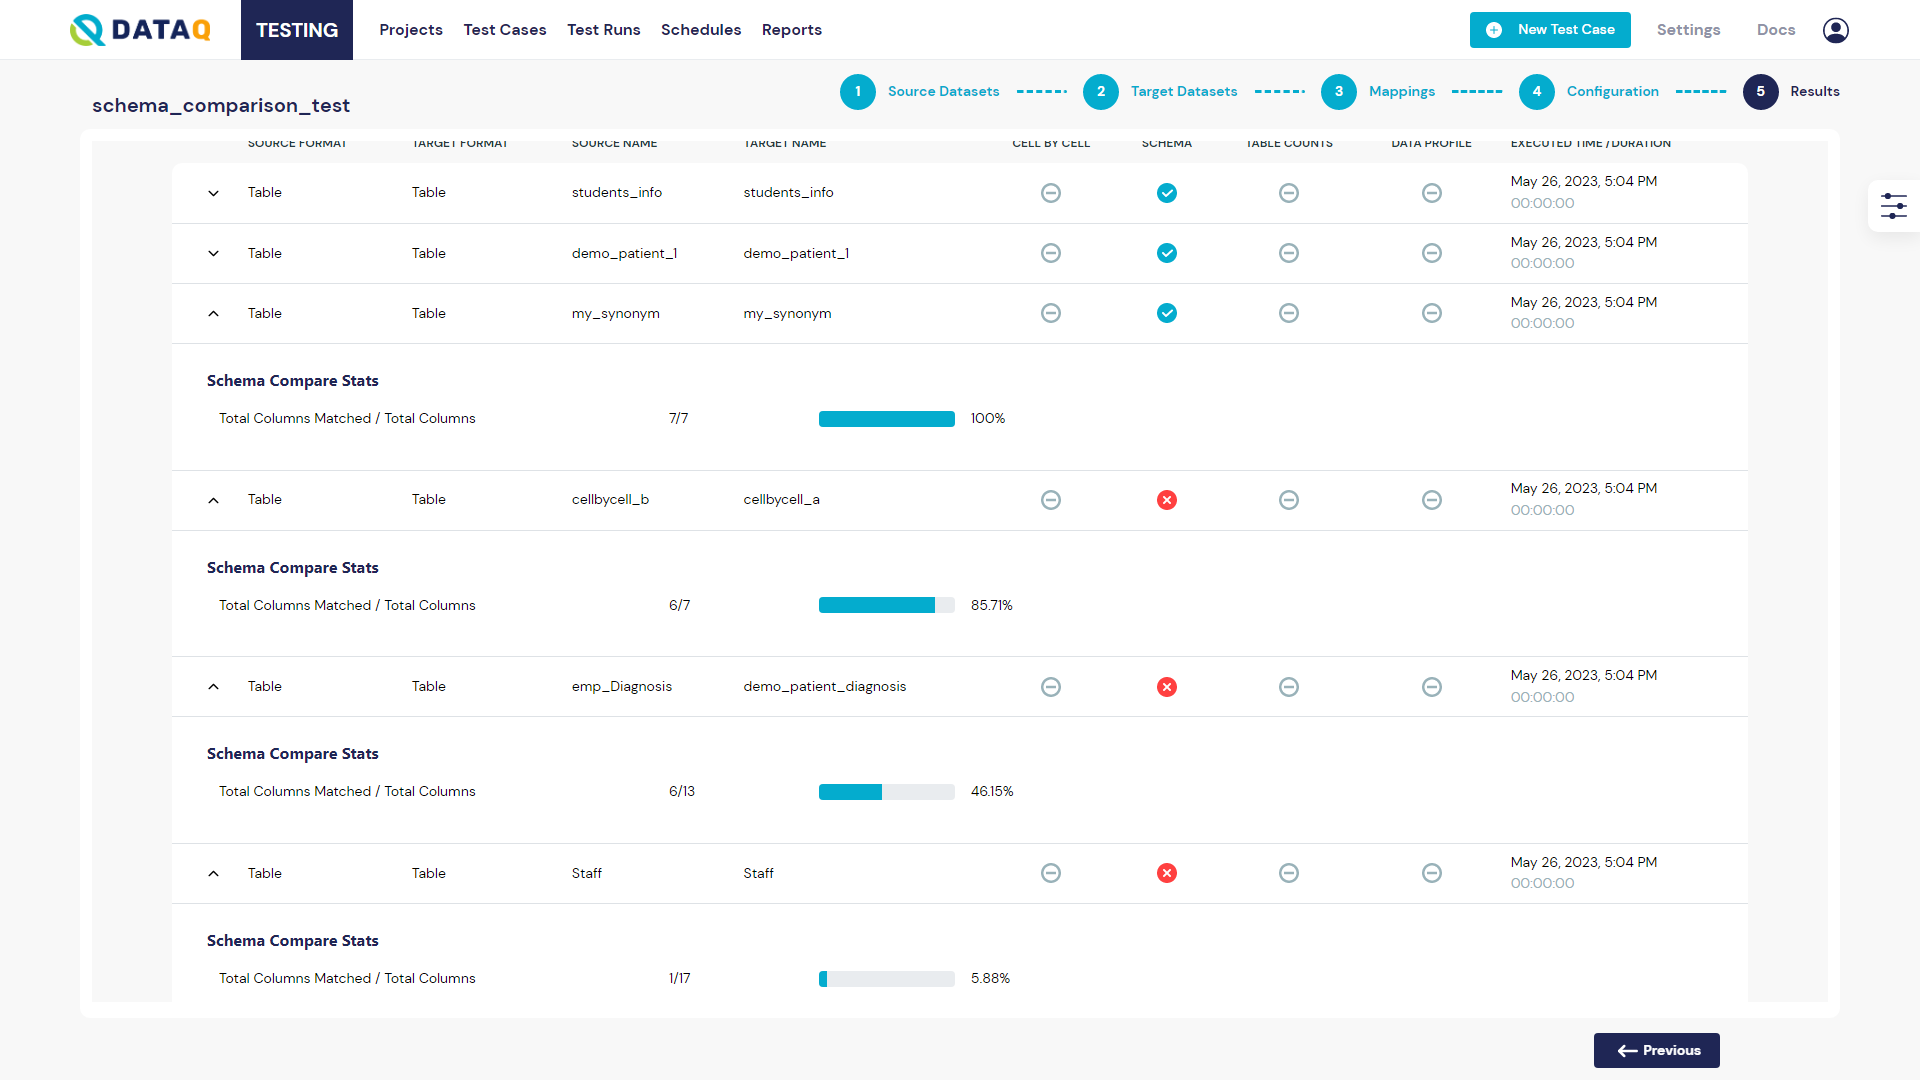 DATAQ
TESTING
Projects
Test Cases
Test Runs
Schedules
Reports
New Test Case
Settings
Docs
schema_comparison_test
1 Source Datasets
2 Target Datasets
3 Mappings
4 Configuration
5 Results
SOURCE FORMAT TARGET FORMAT SOURCE NAME TARGET NAME CELL BY CELL SCHEMA TABLE COUNTS DATA PROFILE EXECUTED TIME / DURATION
Table Table students_info students_info May 26, 2023, 5:04 PM
00:00:00
Table Table demo_patient_1 demo_patient_1 May 26, 2023, 5:04 PM
00:00:00
Table Table my_synonym my_synonym May 26, 2023, 5:04 PM
00:00:00
Schema Compare Stats
Total Columns Matched / Total Columns 7/7 100%
Table Table cellbycell_b cellbycell_a May 26, 2023, 5:04 PM
00:00:00
Schema Compare Stats
Total Columns Matched / Total Columns 6/7 85.71%
Table Table emp_Diagnosis demo_patient_diagnosis May 26, 2023, 5:04 PM
00:00:00
Schema Compare Stats
Total Columns Matched / Total Columns 6/13 46.15%
Table Table Staff Staff May 26, 2023, 5:04 PM
00:00:00
Schema Compare Stats
Total Columns Matched / Total Columns 1/17 5.88%
Previous